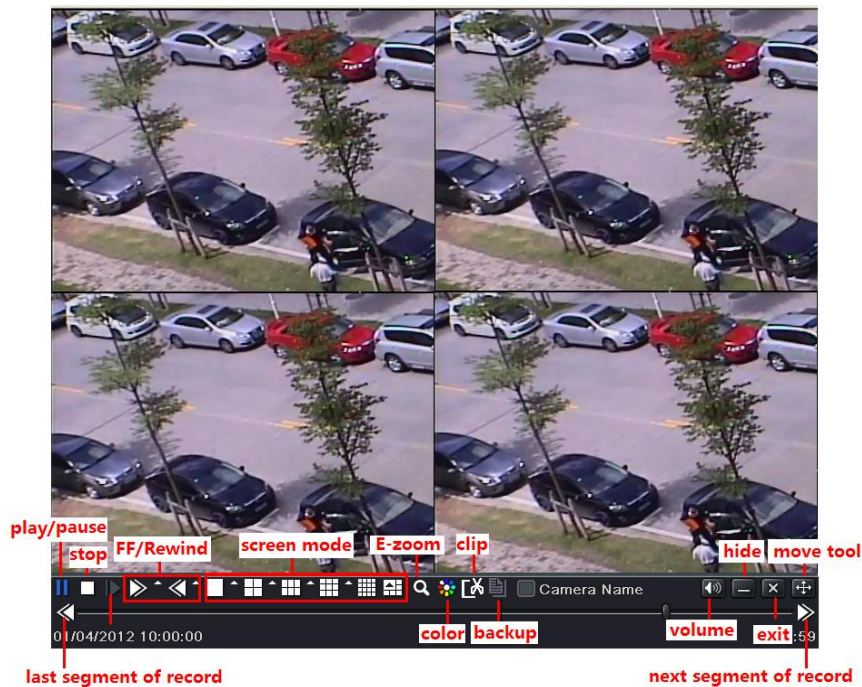 play/pause
stop
FF/Rewind
screen mode
E-zoom
clip
hide
move tool
Camera Name
color
backup
volume
exit
01/04/2012 10:00:00
:59
last segment of record
next segment of record